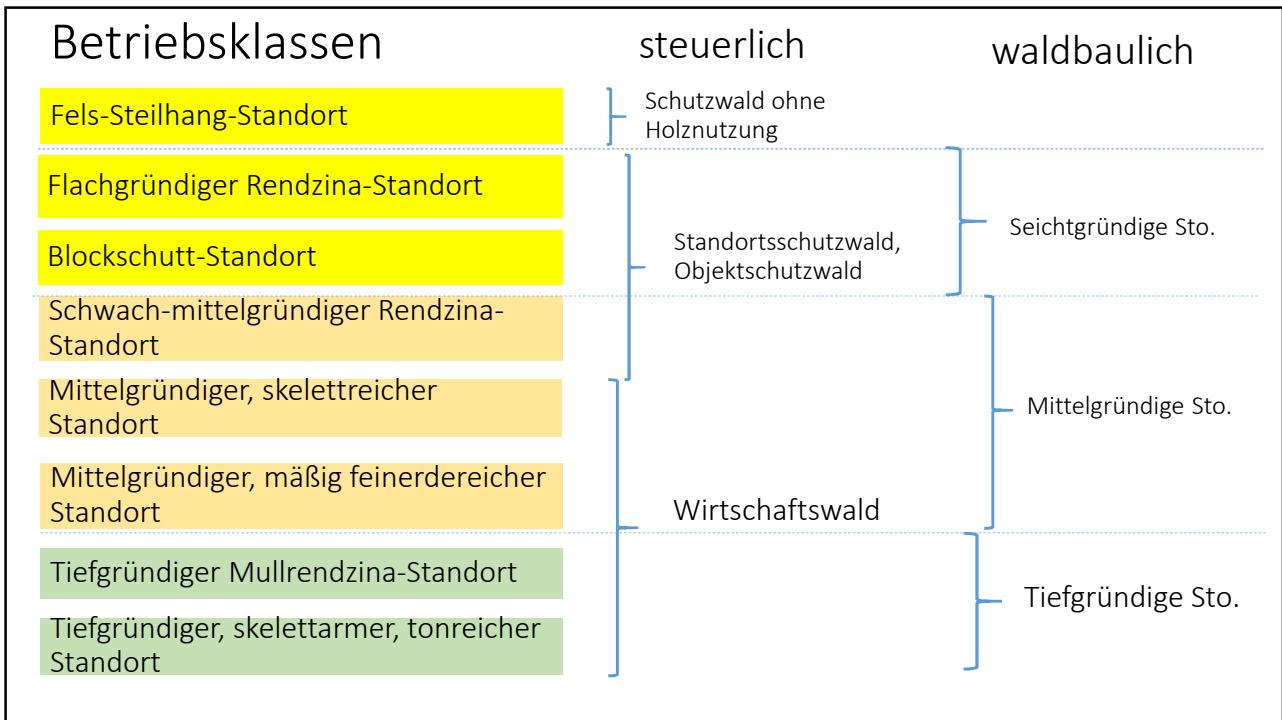 Betriebsklassen
steuerlich
waldbaulich
Fels-Steilhang-Standort
Schutzwald ohne
Holznutzung
Flachgründiger Rendzina-Standort
Blockschutt-Standort
Standortsschutzwald,
Objektschutzwald
Seichtgründige Sto.
Schwach-mittelgründiger Rendzina-
Standort
Mittelgründiger, skelettreicher
Standort
Mittelgründige Sto.
Mittelgründiger, mäßig feinerdereicher
Standort
Wirtschaftswald
Tiefgründiger Mullrendzina-Standort
Tiefgründiger, skelettarmer, tonreicher
Standort
Tiefgründige Sto.